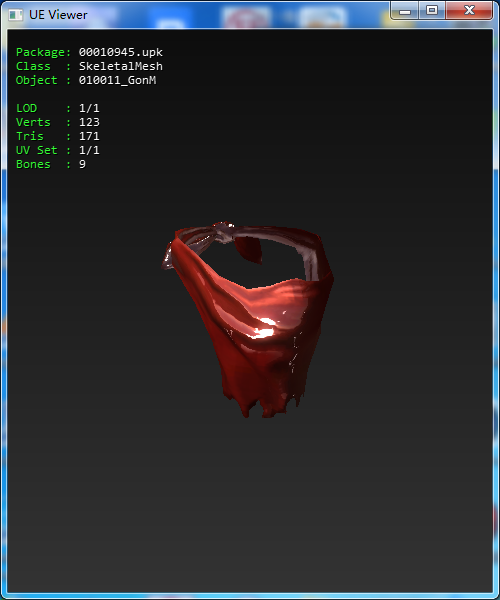 UE Viewer
Package: 00010945.upk
Class : SkeletalMesh
Object : 010011_GonM
LOD : 1/1
Verts : 123
Tris : 171
UV Set : 1/1
Bones : 9